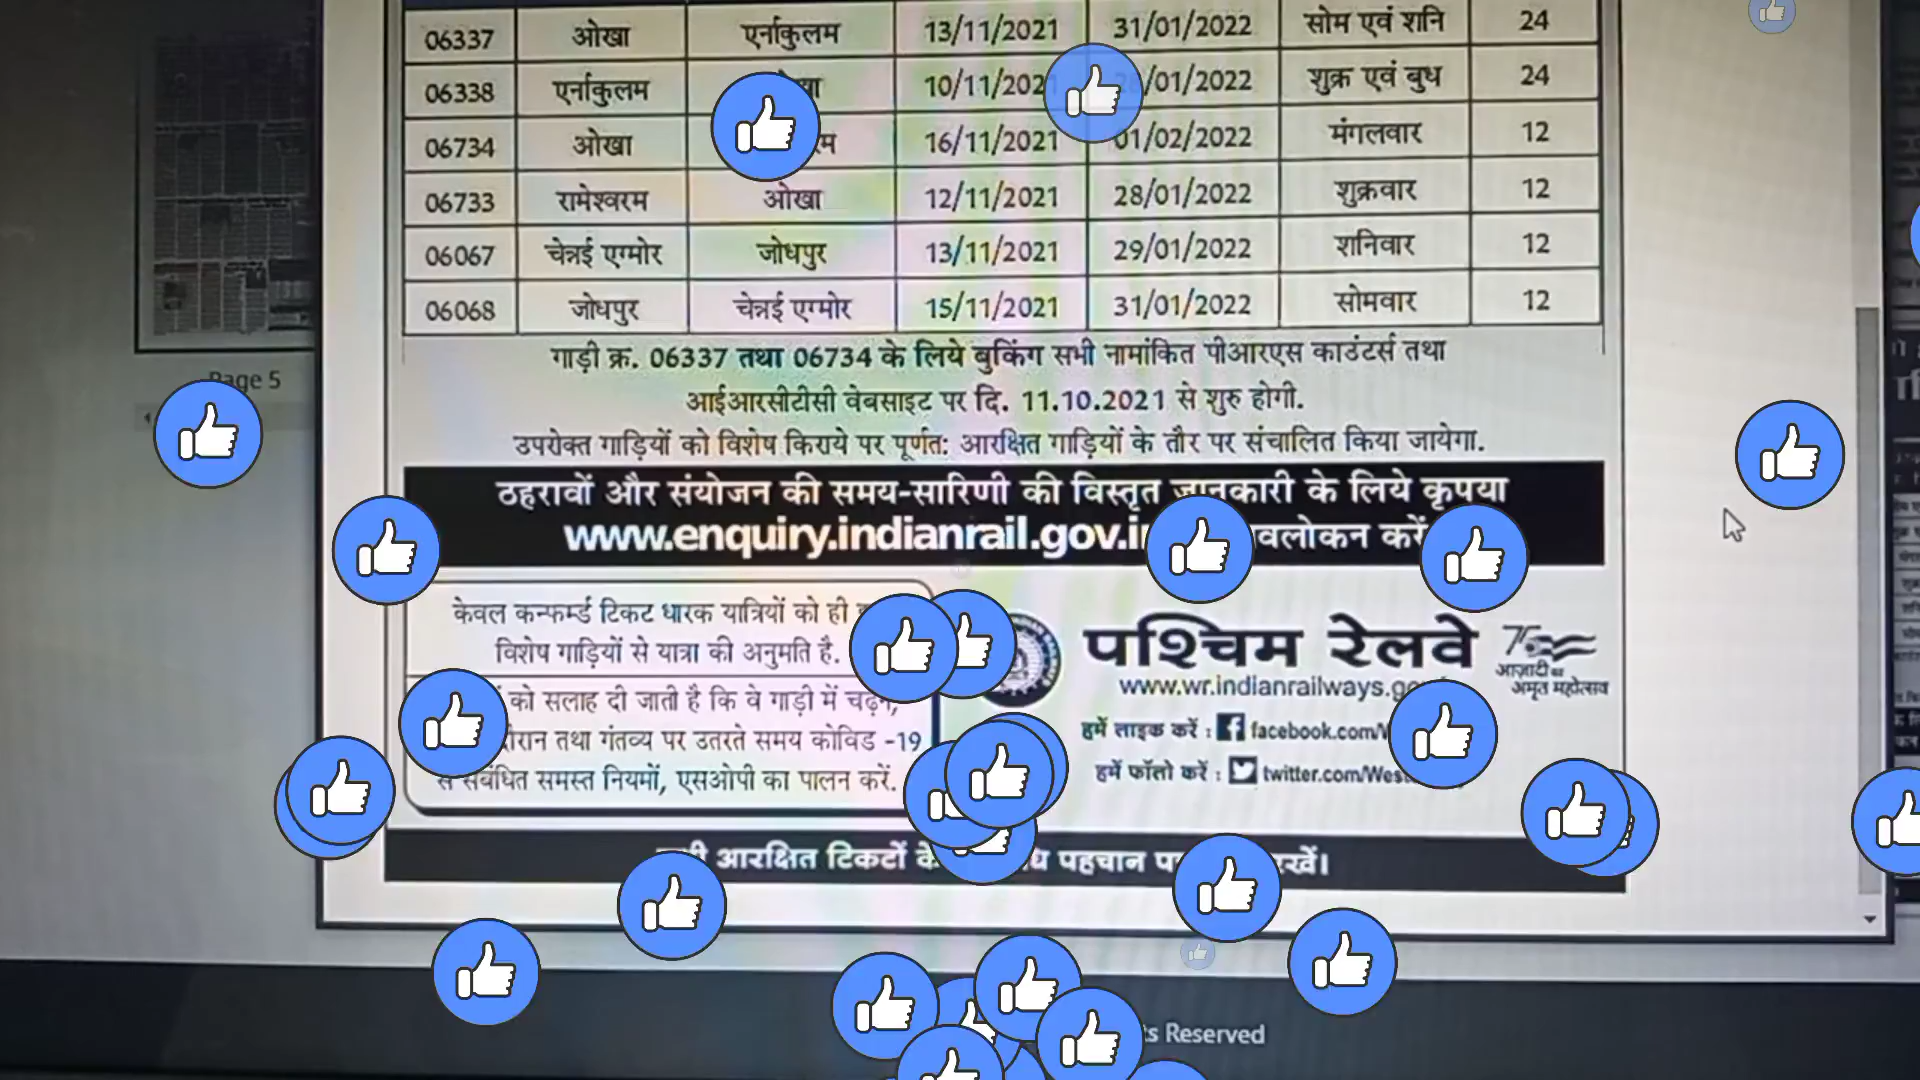 06337 ओखा एर्नाकुलम 13/11/2021 31/01/2022 सोम एवं शनि 24
06338 एर्नाकुलम 10/11/202 /01/2022 शुक्र एवं बुध 24
06734 ओखा 16/11/2021 01/02/2022 मंगलवार 12
06733 रामेश्वरम ओखा 12/11/2021 28/01/2022 शुक्रवार 12
06067 चेन्नई एग्मोर जोधपुर 13/11/2021 29/01/2022 शनिवार 12
06068 जोधपुर चेन्नई एग्मोर 15/11/2021 31/01/2022 सोमवार 12
गाड़ी क्र. 06337 तथा 06734 के लिये बुकिंग सभी नामांकित पीआरएस काउंटर्स तथा
आईआरसीटीसी वेबसाइट पर दि. 11.10.2021 से शुरु होगी.
उपरोक्त गाड़ियों को विशेष किराये पर पूर्णत: आरक्षित गाड़ियों के तौर पर संचालित किया जायेगा.
ठहरावों और संयोजन की समय-सारिणी की विस्तृत जानकारी के लिये कृपया
www.enquiry.indianrail.gov.i वलोकन करें
Page 5
केवल कन्फर्म्ड टिकट धारक यात्रियों को ही
विशेष गाड़ियों से यात्रा की अनुमति है.
को सलाह दी जाती है कि वे गाड़ी में चढ़ने,
तथा गंतव्य पर उतरते समय कोविड -19
से संबंधित समस्त नियमों, एसओपी का पालन करें.
पश्चिम रेलवे
www.wr.indianrailways.g
75
आज़ादी का
अमृत महोत्सव
हमें लाइक करें : facebook.com/
हमें फॉलो करें : twitter.com/Wes
आरक्षित टिकटों पहचान
s Reserved